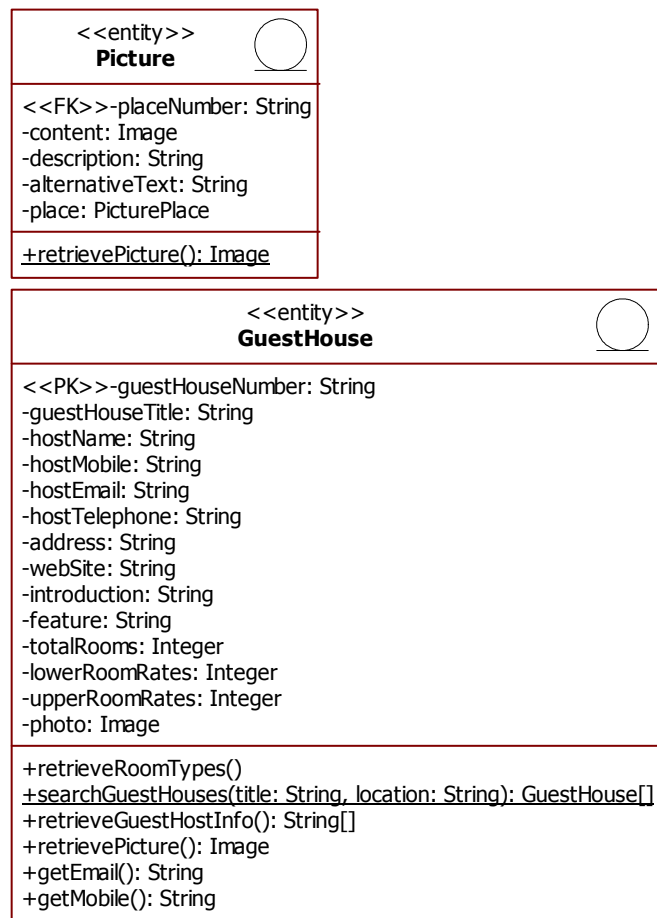 <<entity>>
Picture
<<FK>>-placeNumber: String
-content: Image
-description: String
-alternativeText: String
-place: PicturePlace
+retrievePicture(): Image
<<entity>>
GuestHouse
<<PK>>-guestHouseNumber: String
-guestHouseTitle: String
-hostName: String
-hostMobile: String
-hostEmail: String
-hostTelephone: String
-address: String
-webSite: String
-introduction: String
-feature: String
-totalRooms: Integer
-lowerRoomRates: Integer
-upperRoomRates: Integer
-photo: Image
+retrieveRoomTypes()
+searchGuestHouses(title: String, location: String): GuestHouse[]
+retrieveGuestHostInfo(): String[]
+retrievePicture(): Image
+getEmail(): String
+getMobile(): String